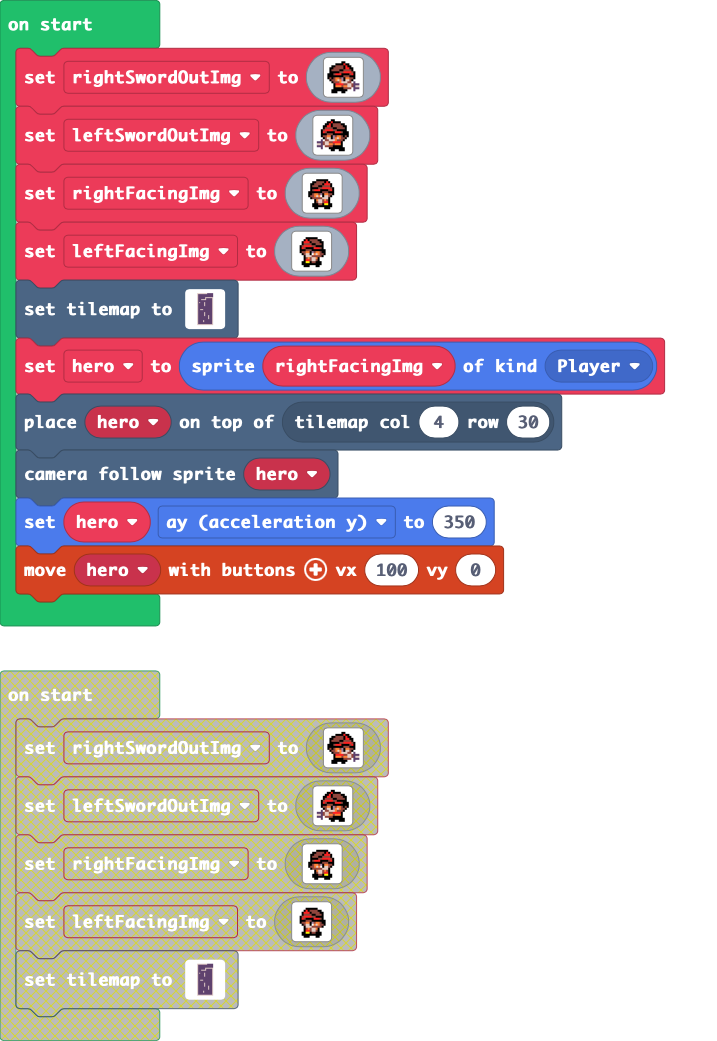 on start
set rightSwordOutImg to
set leftSwordOutImg to
set rightFacingImg to
set leftFacingImg to
set tilemap to
set hero to sprite rightFacingImg of kind Player
place hero on top of tilemap col 4 row 30
camera follow sprite hero
set hero ay (acceleration y) to 350
move hero with buttons vx 100 vy 0
on start
set rightSwordOutImg to
set leftSwordOutImg to
set rightFacingImg to
set leftFacingImg to
set tilemap to